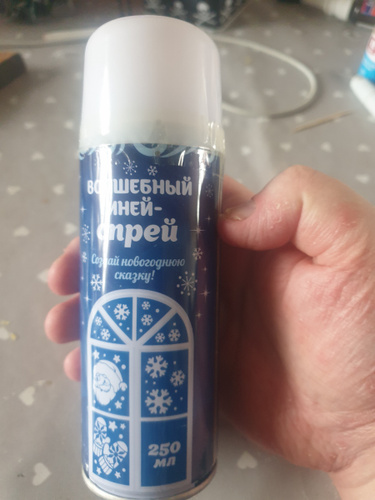 ВОЛШЕБНЫЙ
ИНЕЙ-
спрей
Создай новогоднюю
сказку!
250
МЛ